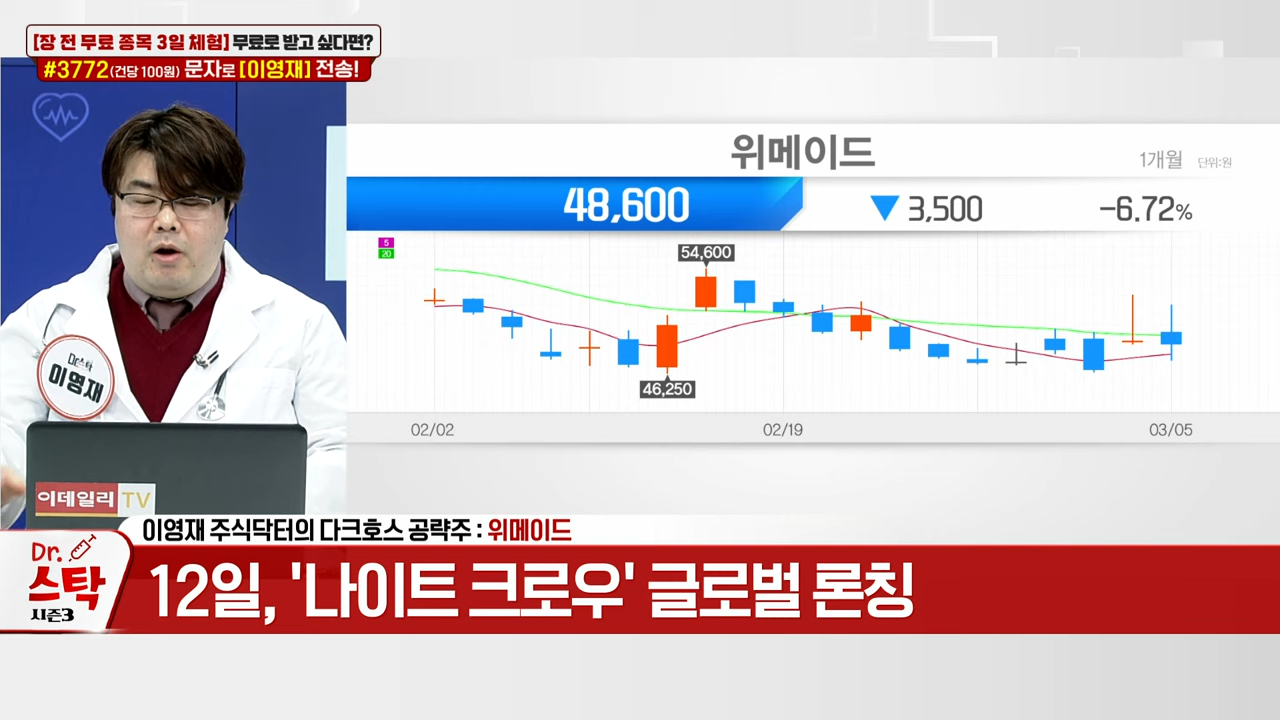 [장 전 무료 종목 3일 체험] 무료로 받고 싶다면?
#3772(건당 100원) 문자로 [이영재] 전송!
위메이드
1개월 단위:원
48,600 ▼ 3,500 -6.72%
5
20
54,600
46,250
02/02 02/19 03/05
Dr.스탁
이영재
이데일리 TV
이영재 주식닥터의 다크호스 공략주 : 위메이드
Dr.
스탁
시즌3
12일, '나이트 크로우' 글로벌 론칭